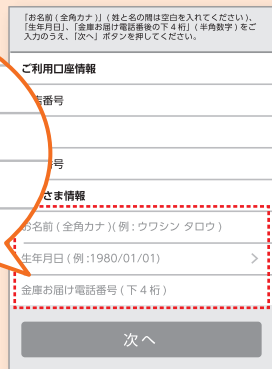 「お名前(全角カナ)」(姓と名の間は空白を入れてください)、
「生年月日」、「金庫お届け電話番後の下4桁」(半角数字)をご
入力のうえ、「次へ」ボタンを押してください。
ご利用口座情報
番号
号
さま情報
お名前(全角カナ)(例:ウワシン タロウ)
生年月日(例:1980/01/01)
金庫お届け電話番号(下4桁)
次へ